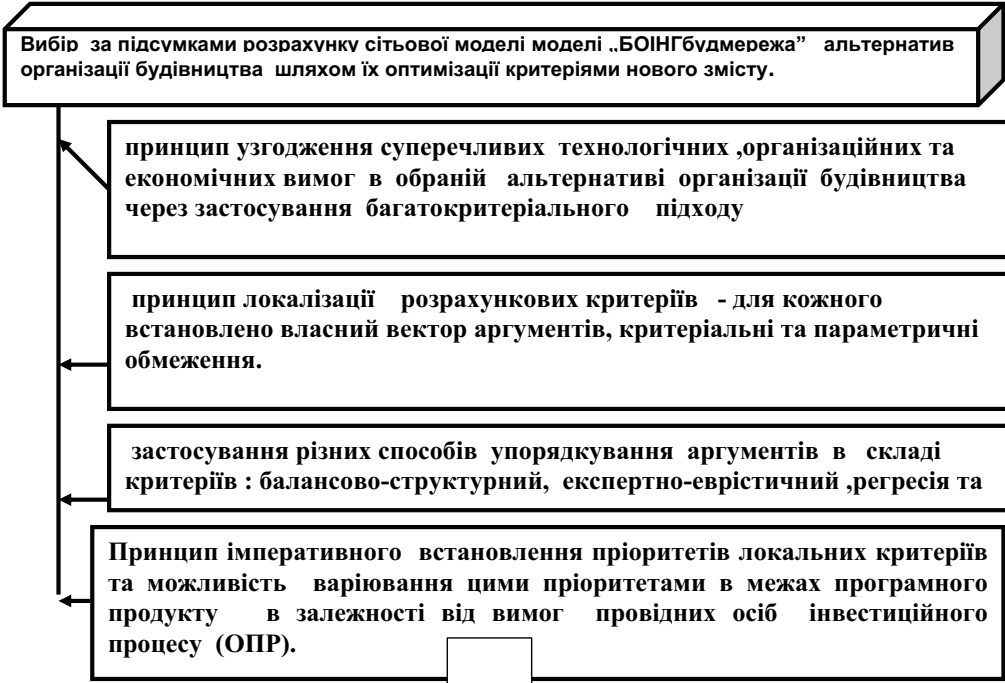 Вибір за підсумками розрахунку сітьової моделі моделі „БОІНГбудмережа” альтернатив
організації будівництва шляхом їх оптимізації критеріями нового змісту.
принцип узгодження суперечливих технологічних ,організаційних та
економічних вимог в обраній альтернативі організації будівництва
через застосування багатокритеріального підходу
принцип локалізації розрахункових критеріїв - для кожного
встановлено власний вектор аргументів, критеріальні та параметричні
обмеження.
застосування різних способів упорядкування аргументів в складі
критеріїв : балансово-структурний, експертно-еврістичний ,регресія та
Принцип імперативного встановлення пріоритетів локальних критеріїв
та можливість варіювання цими пріоритетами в межах програмного
продукту в залежності від вимог провідних осіб інвестиційного
процесу (ОПР).